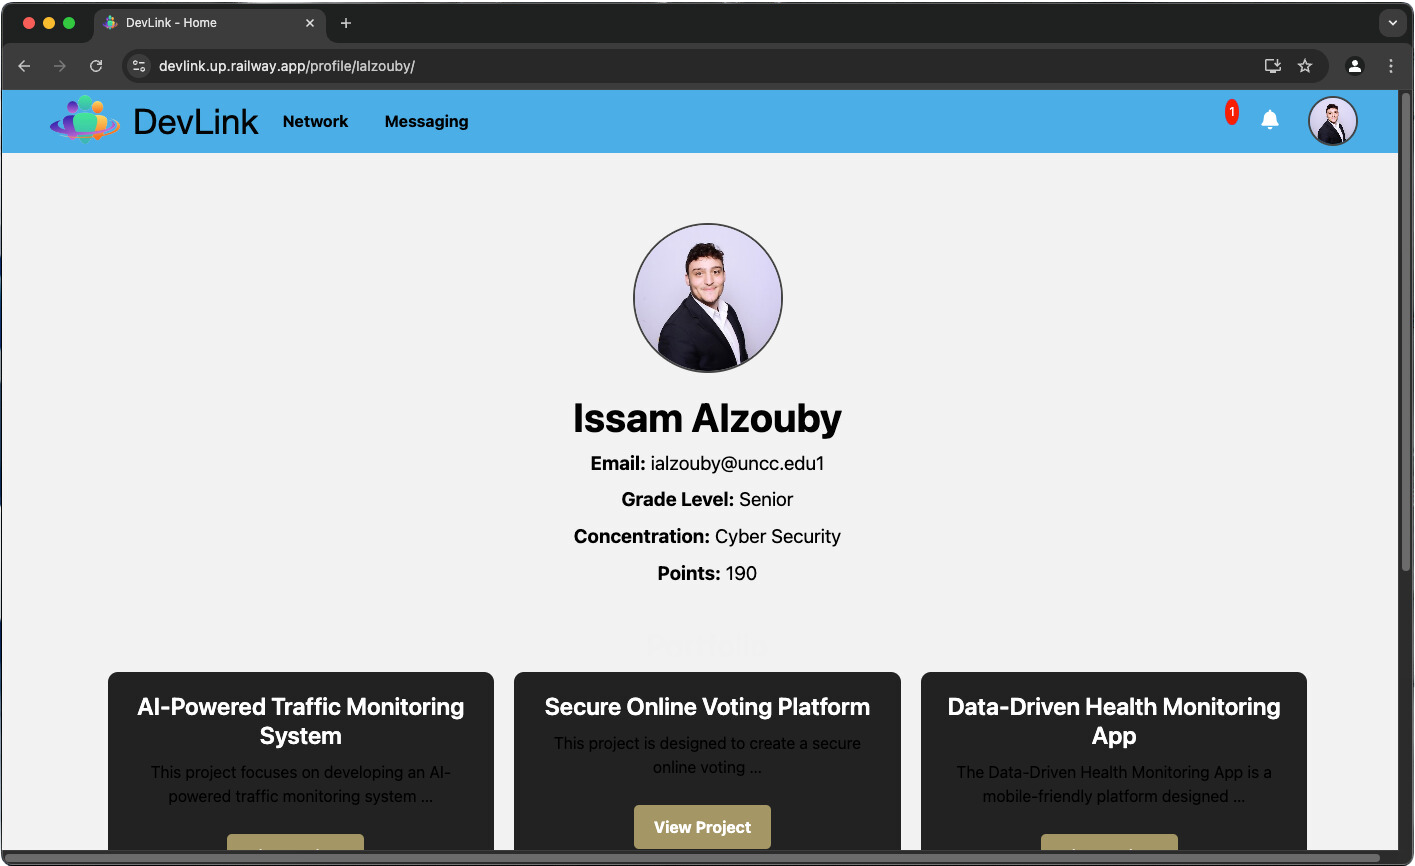 DevLink - Home
devlink.up.railway.app/profile/lalzouby/
DevLink Network Messaging 1
Issam Alzouby
Email: ialzouby@uncc.edu1
Grade Level: Senior
Concentration: Cyber Security
Points: 190
AI-Powered Traffic Monitoring
System
This project focuses on developing an AI-
powered traffic monitoring system ...
Secure Online Voting Platform
This project is designed to create a secure
online voting ...
View Project
Data-Driven Health Monitoring
App
The Data-Driven Health Monitoring App is a
mobile-friendly platform designed ...